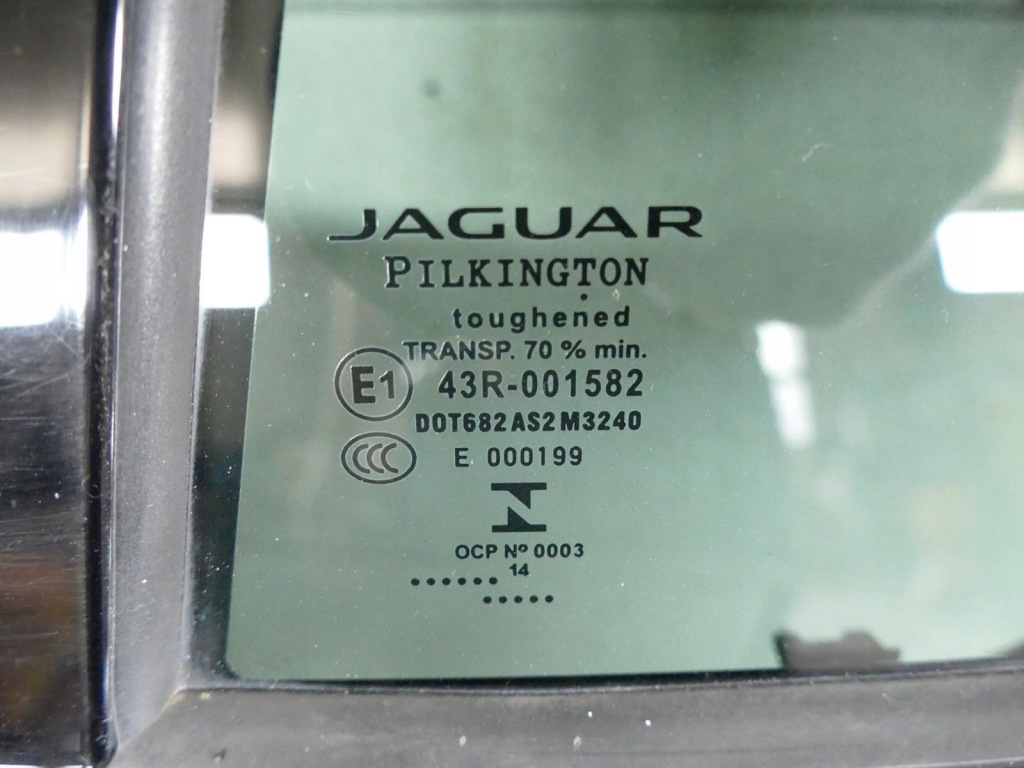 JAGUAR
PILKINGTON
toughened
TRANSP. 70 % min.
E1 43R-001582
DOT682 AS2 M3240
CCC E 000199
N
OCP Nº 0003
14